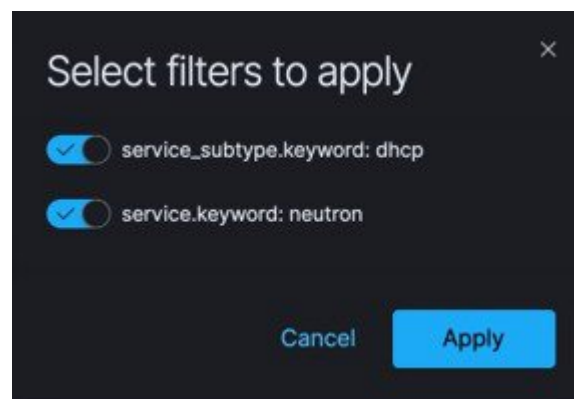 Select filters to apply
service_subtype.keyword: dhcp
service.keyword: neutron
Cancel
Apply